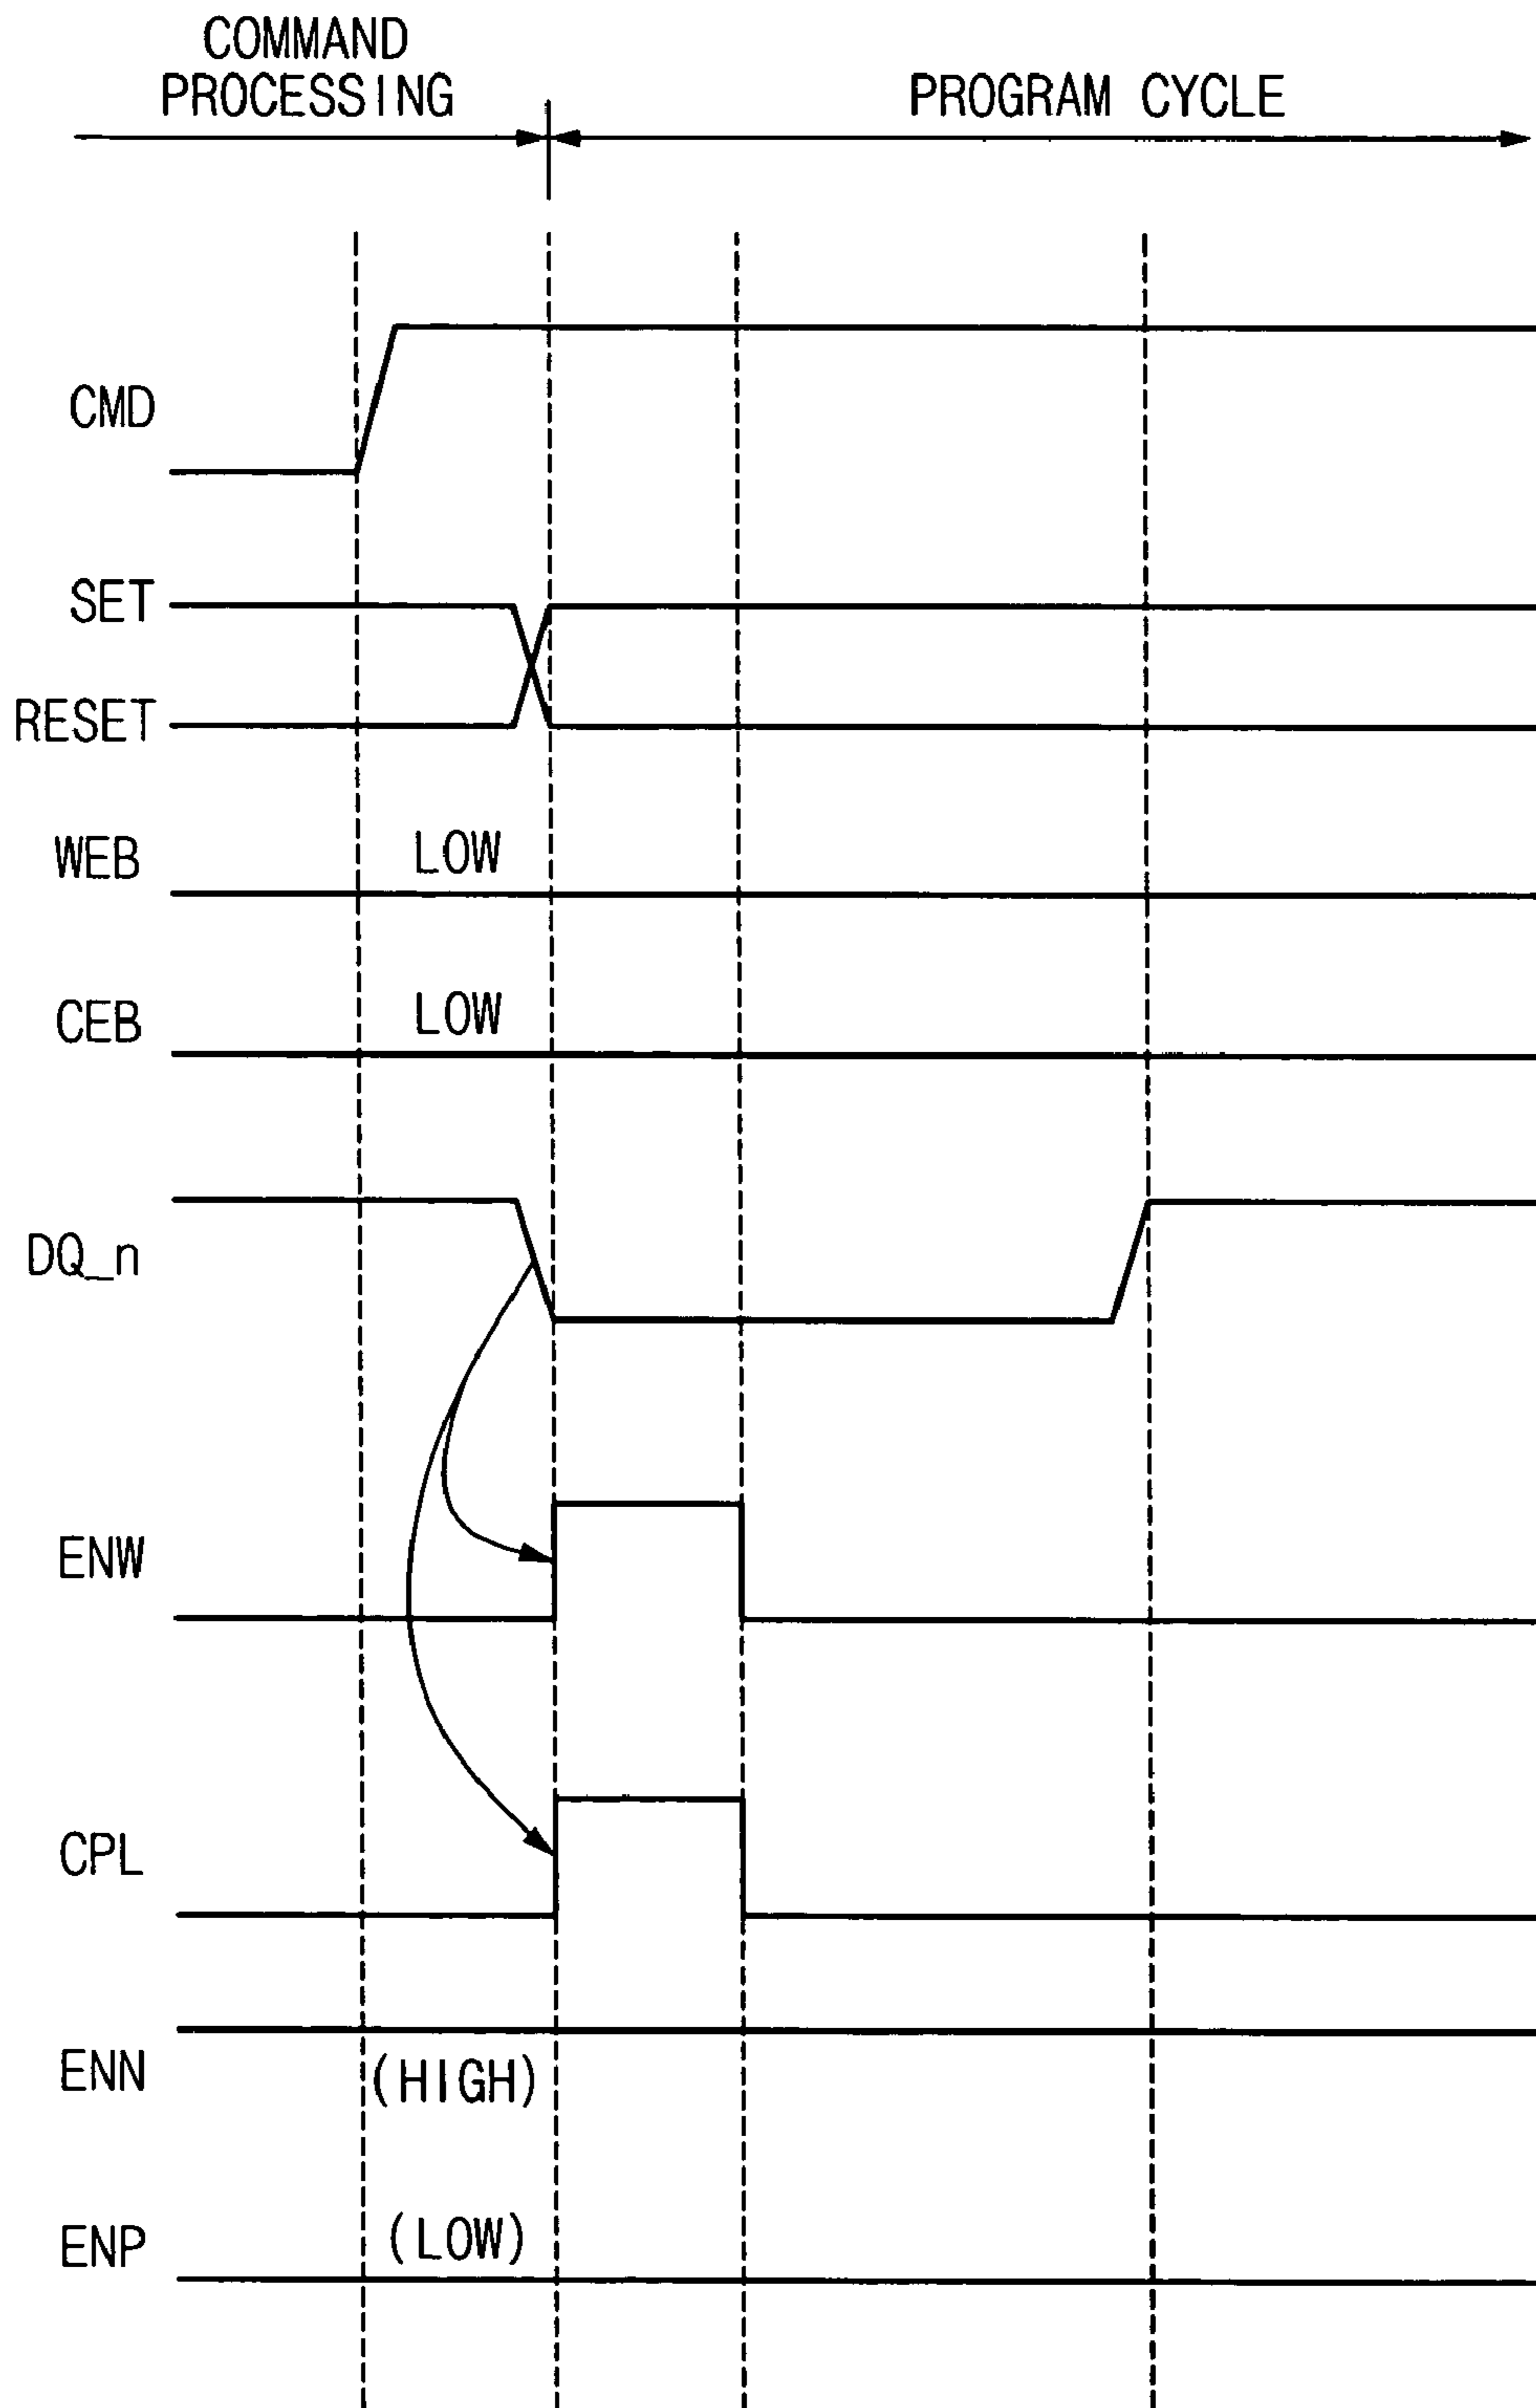 COMMAND
PROCESSING
PROGRAM CYCLE
CMD
SET
RESET
WEB
LOW
CEB
LOW
DQ_n
ENW
CPL
ENN
(HIGH)
ENP
(LOW)